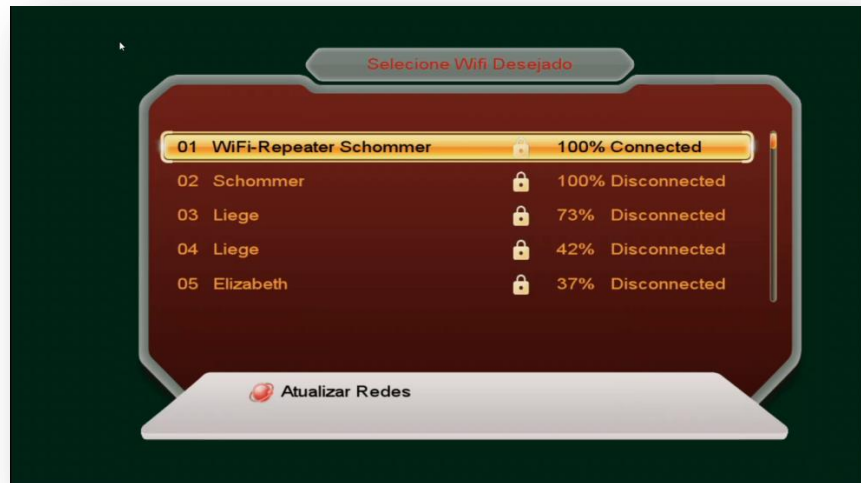 Selecione Wifi Desejado
01 WiFi-Repeater Schommer 100% Connected
02 Schommer 100% Disconnected
03 Liege 73% Disconnected
04 Liege 42% Disconnected
05 Elizabeth 37% Disconnected
Atualizar Redes